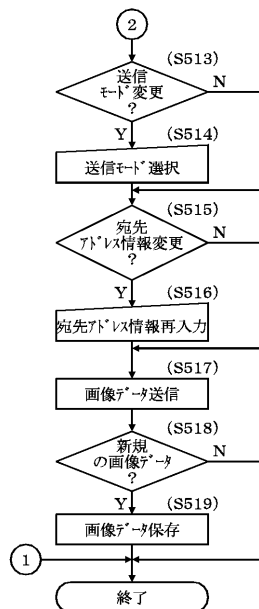 2
(S513)
送信
モード変更
?
N
Y
(S514)
送信モード選択
(S515)
宛先
アドレス情報変更
?
N
Y
(S516)
宛先アドレス情報再入力
(S517)
画像データ送信
(S518)
新規
の画像データ
?
N
Y
(S519)
画像データ保存
1
終了